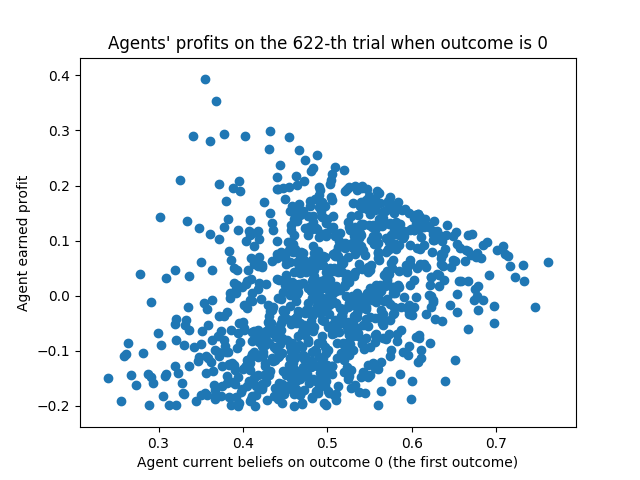 Agents' profits on the 622-th trial when outcome is 0
0.4
0.3
0.2
0.1
0.0
−0.1
−0.2
Agent earned profit
0.3 0.4 0.5 0.6 0.7
Agent current beliefs on outcome 0 (the first outcome)